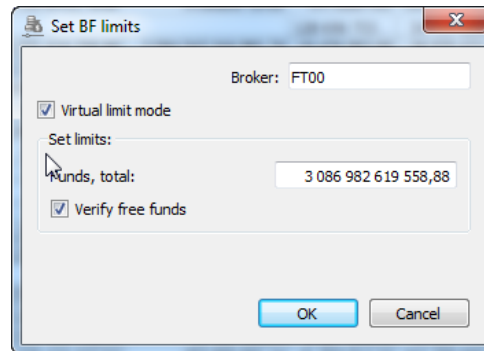 Set BF limits
Broker: FT00
Virtual limit mode
Set limits:
Funds, total: 3 086 982 619 558,88
Verify free funds
OK Cancel